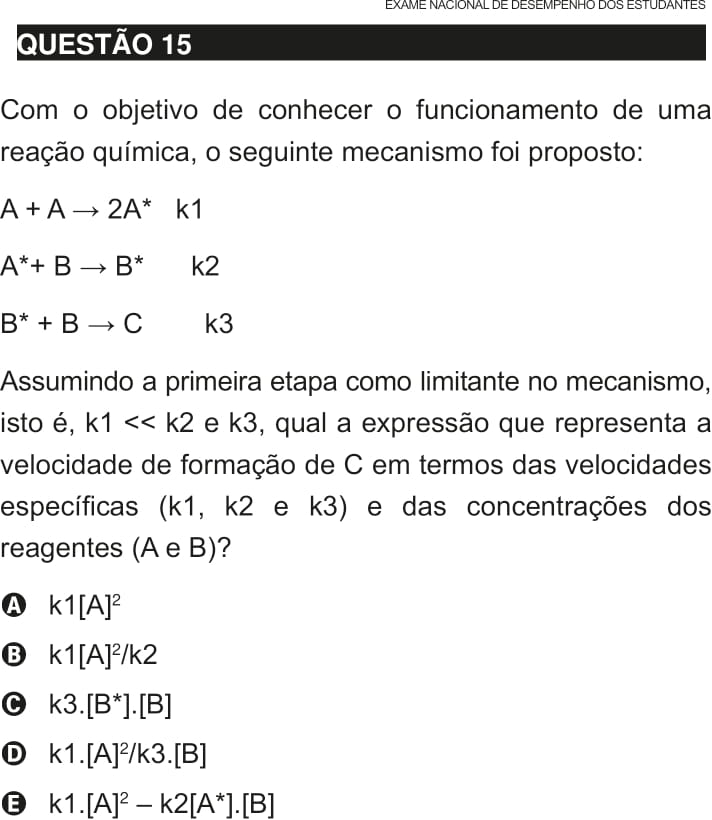 EXAME NACIONAL DE DESEMPENHO DOS ESTUDANTES
QUESTÃO 15
Com o objetivo de conhecer o funcionamento de uma
reação química, o seguinte mecanismo foi proposto:
A + A → 2A* k1
A*+ B → B* k2
B* + B → C k3
Assumindo a primeira etapa como limitante no mecanismo,
isto é, k1 << k2 e k3, qual a expressão que representa a
velocidade de formação de C em termos das velocidades
específicas (k1, k2 e k3) e das concentrações dos
reagentes (A e B)?
A k1[A]²
B k1[A]²/k2
C k3.[B*].[B]
D k1.[A]²/k3.[B]
E k1.[A]² – k2[A*].[B]